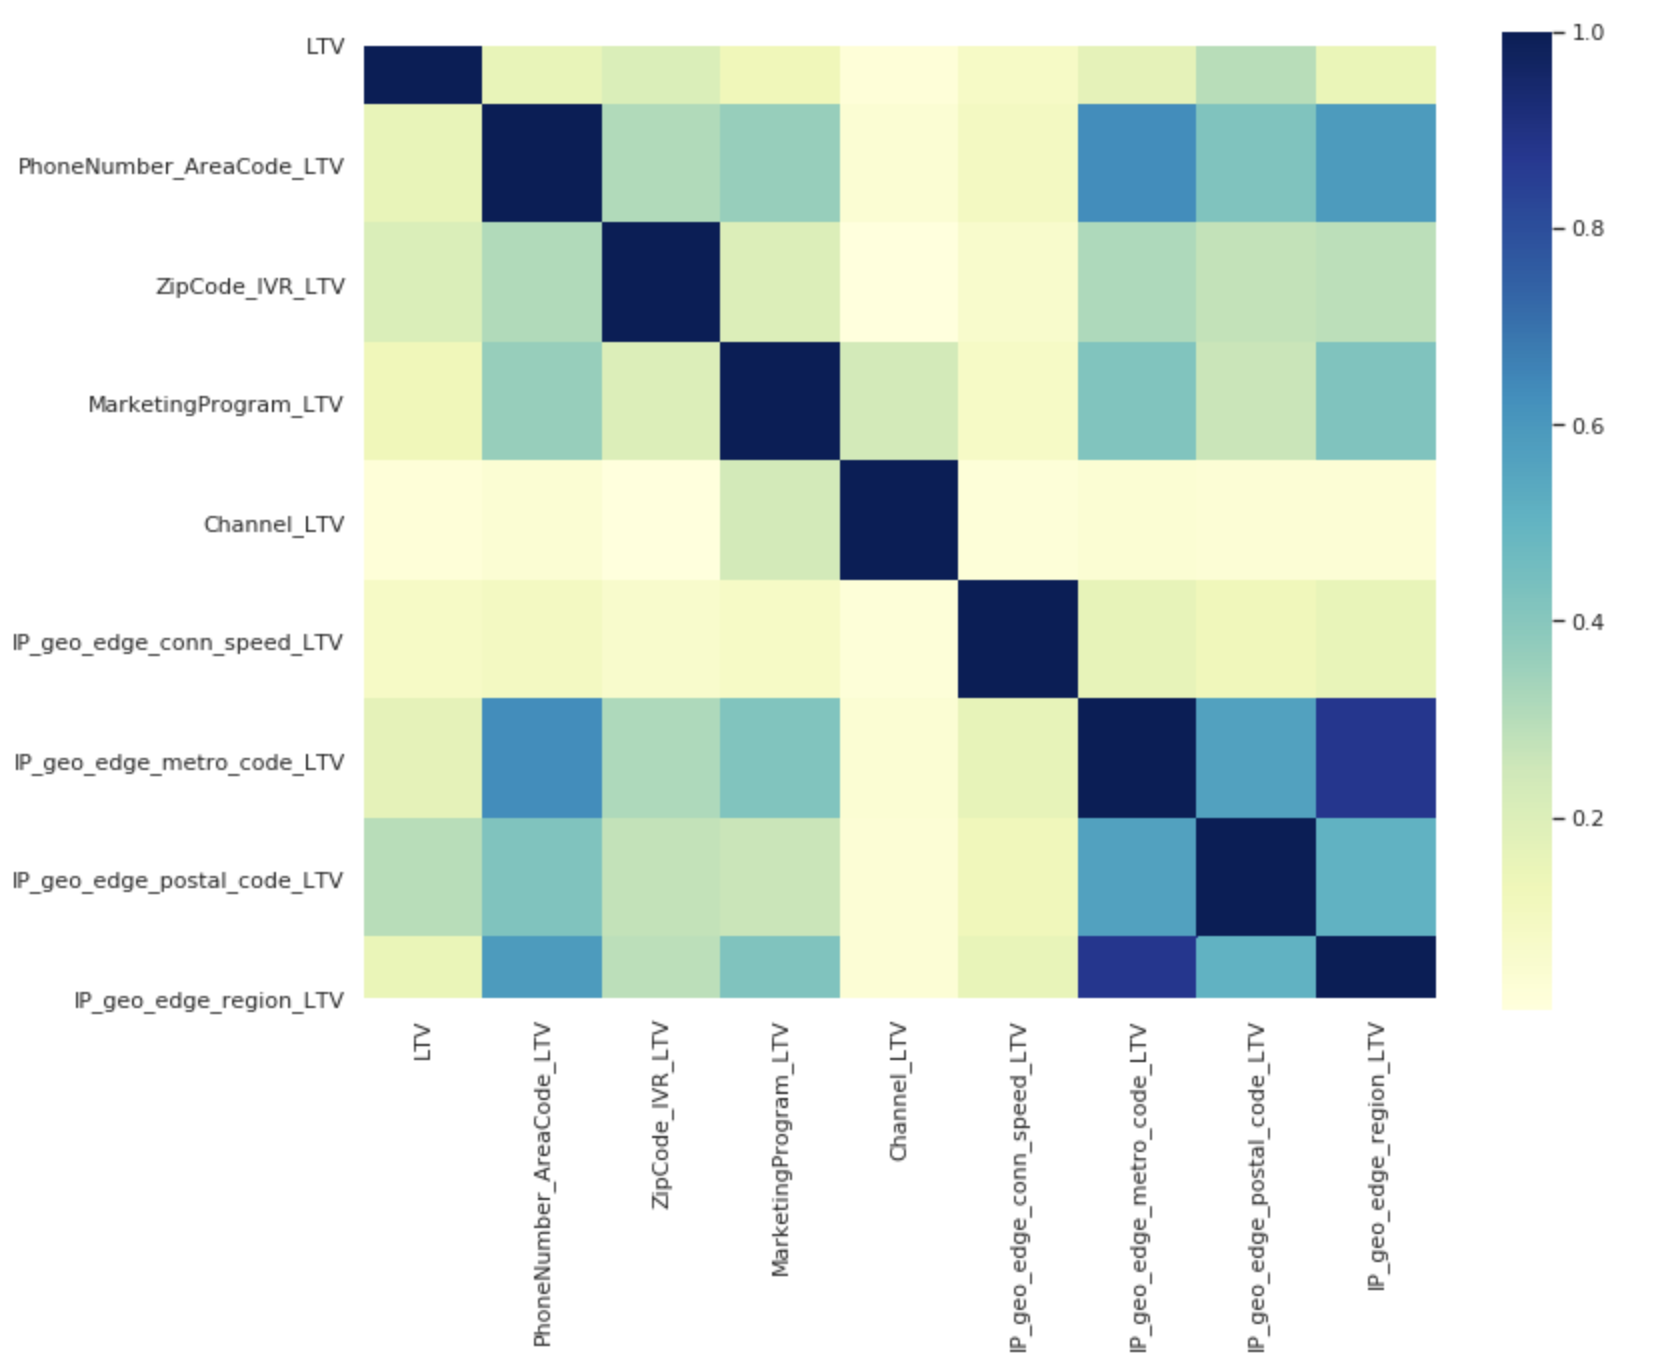 LTV
PhoneNumber_AreaCode_LTV
ZipCode_IVR_LTV
MarketingProgram_LTV
Channel_LTV
IP_geo_edge_conn_speed_LTV
IP_geo_edge_metro_code_LTV
IP_geo_edge_postal_code_LTV
IP_geo_edge_region_LTV
LTV
PhoneNumber_AreaCode_LTV
ZipCode_IVR_LTV
MarketingProgram_LTV
Channel_LTV
IP_geo_edge_conn_speed_LTV
IP_geo_edge_metro_code_LTV
IP_geo_edge_postal_code_LTV
IP_geo_edge_region_LTV
1.0
0.8
0.6
0.4
0.2